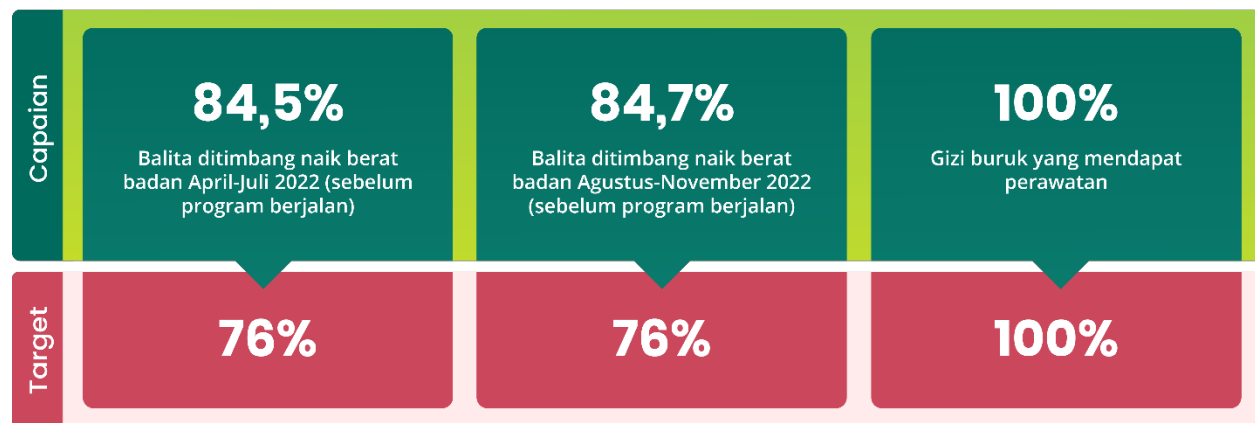 Capaian
84,5%
Balita ditimbang naik berat
badan April-Juli 2022 (sebelum
program berjalan)
84,7%
Balita ditimbang naik berat
badan Agustus-November 2022
(sebelum program berjalan)
100%
Gizi buruk yang mendapat
perawatan
Target
76%
76%
100%